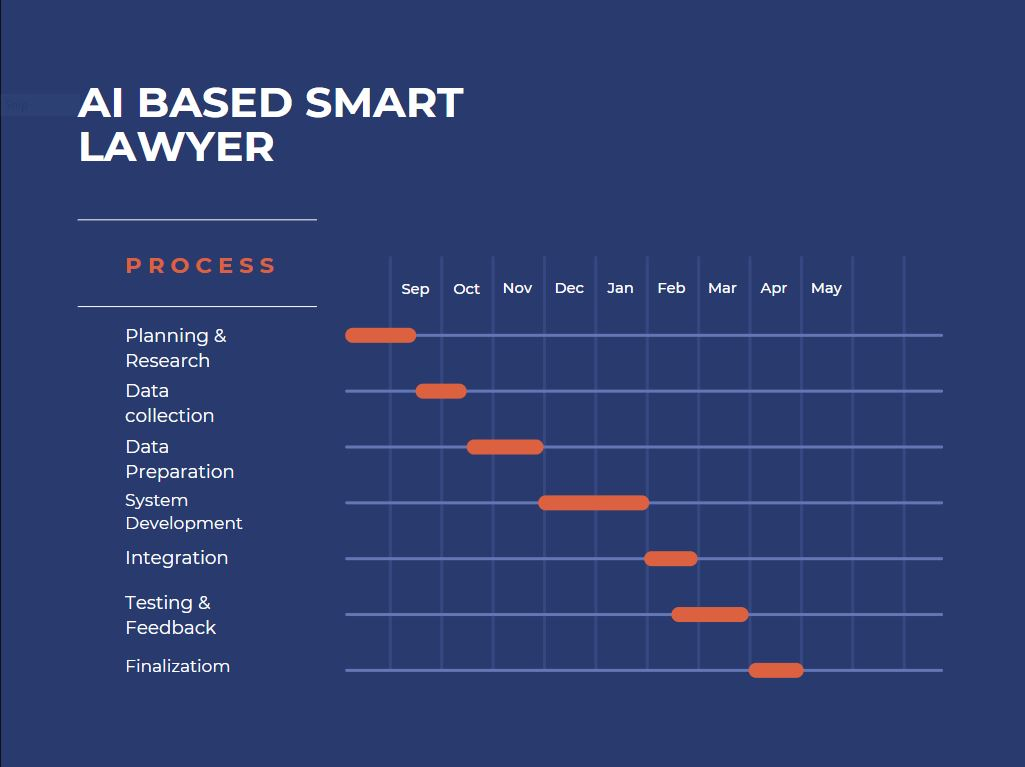 AI BASED SMART
LAWYER
PROCESS
Sep Oct Nov Dec Jan Feb Mar Apr May
Planning &
Research
Data
collection
Data
Preparation
System
Development
Integration
Testing &
Feedback
Finalizatiom